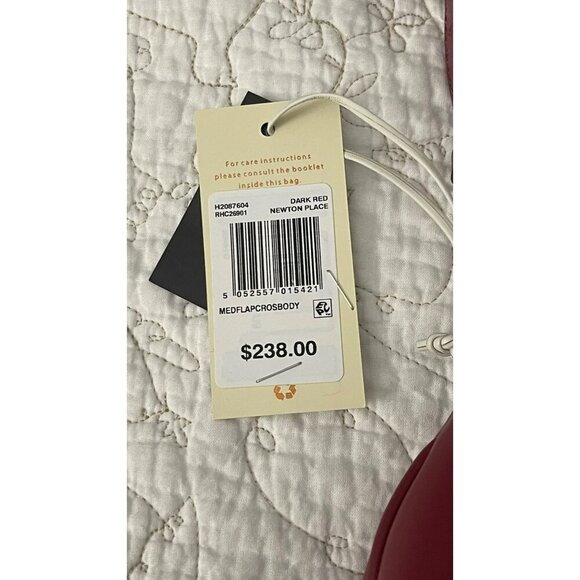 For care instructions
please consult the booklet
inside this bag.
H2087604 DARK RED
RHC26901 NEWTON PLACE
5 052557 015421
MEDFLAPCROSBODY
$238.00